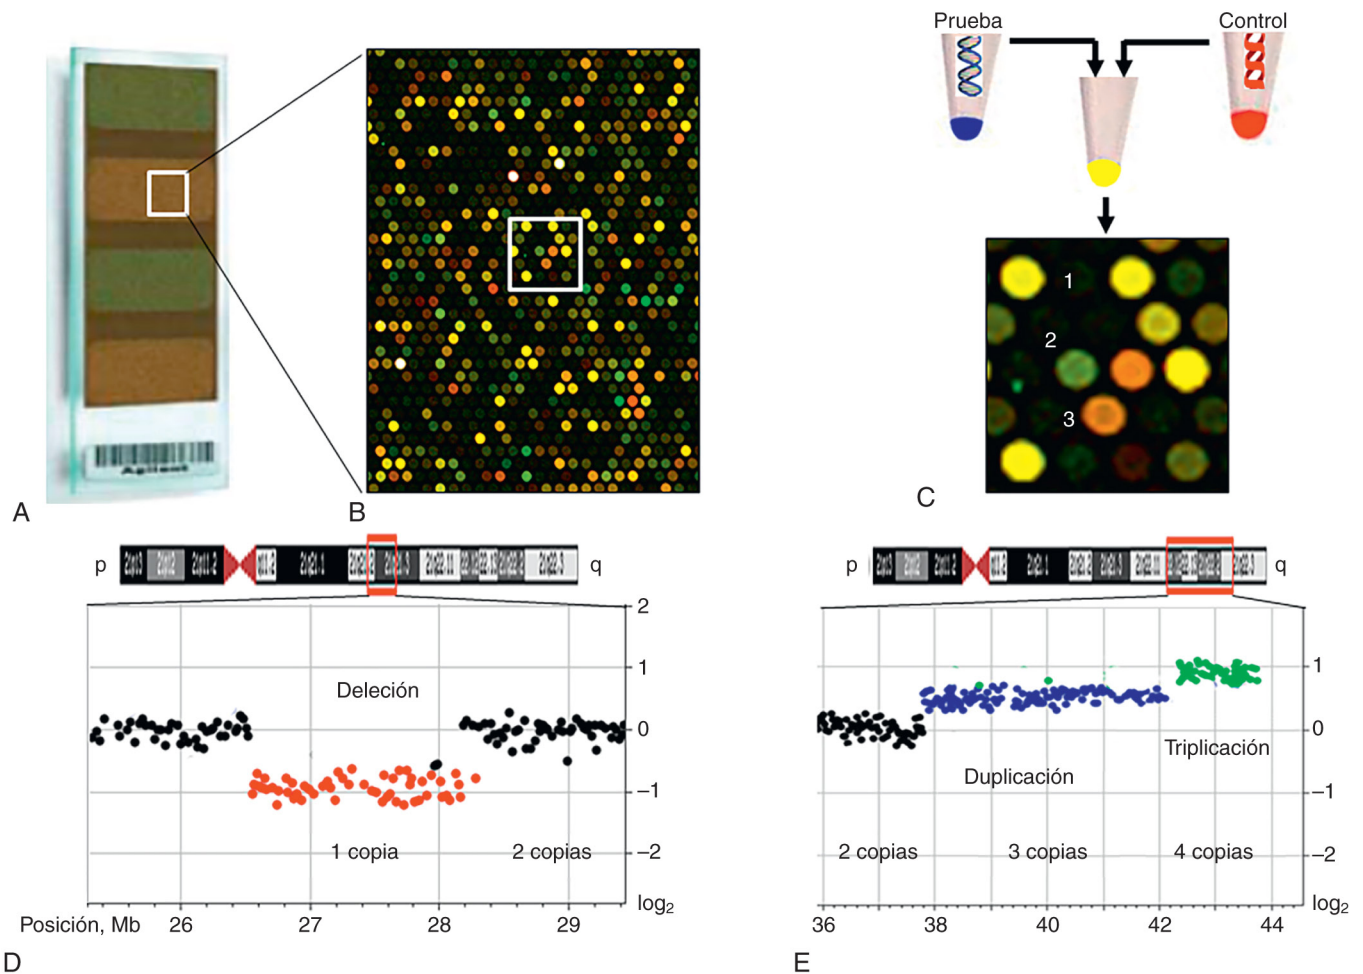 Prueba
Control
Agilent
1
2
3
A
B
C
p
q
2
1
Deleción
0
–1
1 copia
2 copias
–2
log2
Posición, Mb
26
27
28
29
D
p
q
1
0
Triplicación
Duplicación
–1
2 copias
3 copias
4 copias
–2
log2
36
38
40
42
44
E